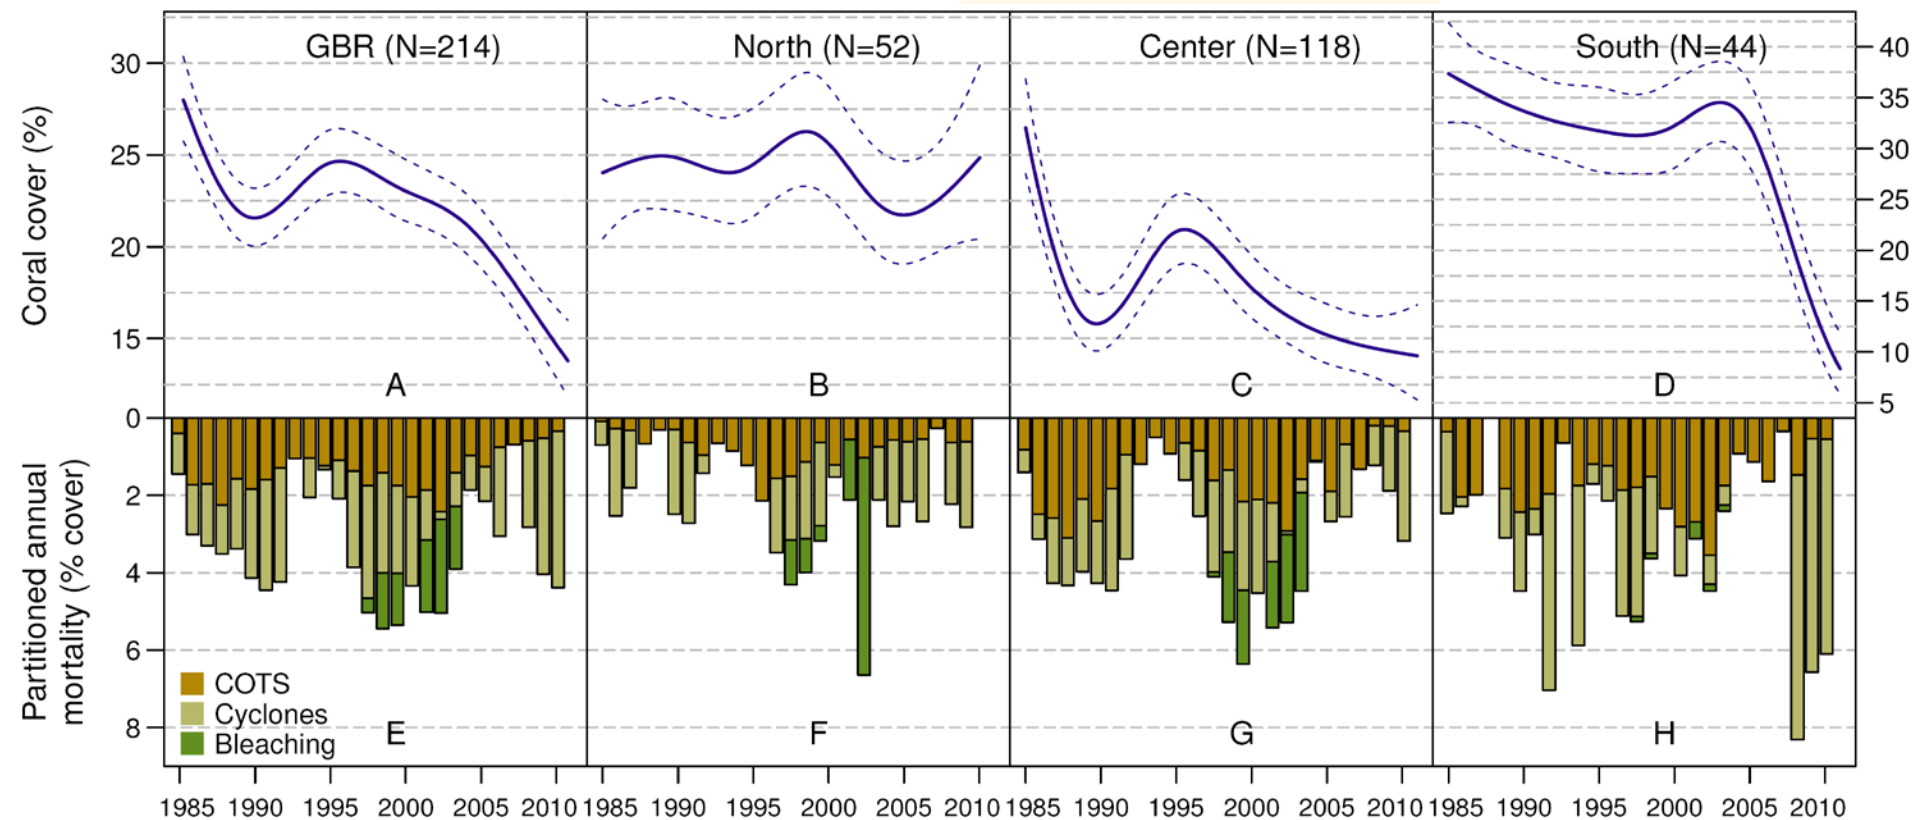 GBR (N=214)
North (N=52)
Center (N=118)
South (N=44)
Coral cover (%)
30
25
20
15
40
35
30
25
20
15
10
5
A
B
C
D
Partitioned annual
mortality (% cover)
0
2
4
6
8
COTS
Cyclones
Bleaching
E
F
G
H
1985 1990 1995 2000 2005 2010 1985 1990 1995 2000 2005 2010 1985 1990 1995 2000 2005 2010 1985 1990 1995 2000 2005 2010